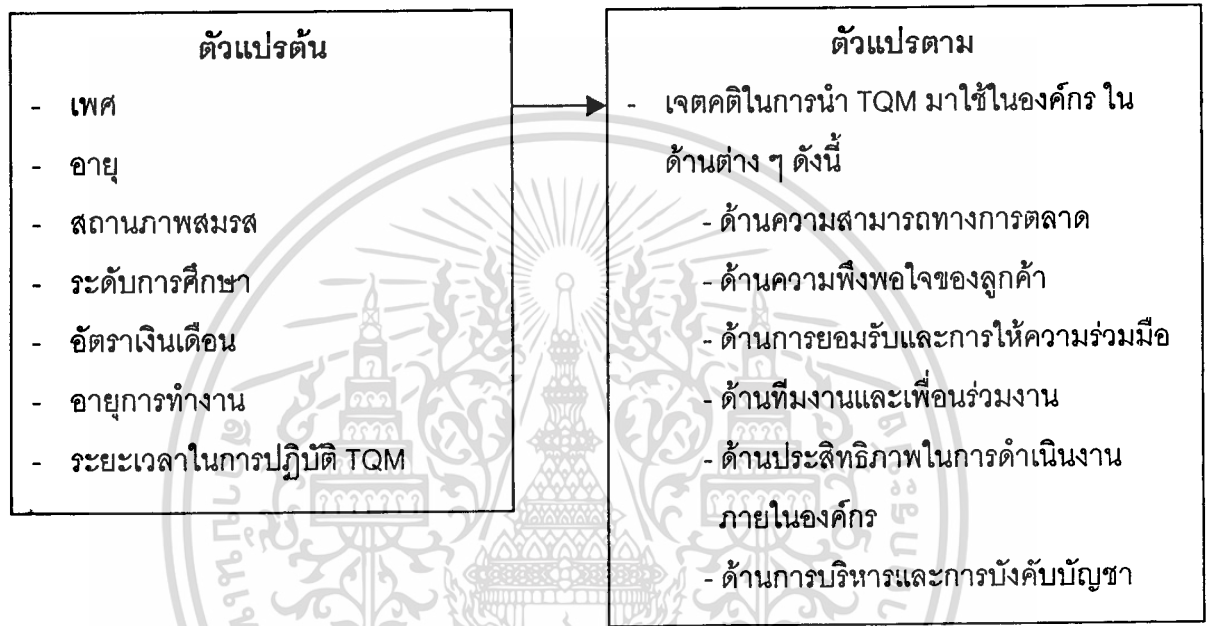 ตัวแปรต้น
- เพศ
- อายุ
- สถานภาพสมรส
- ระดับการศึกษา
- อัตราเงินเดือน
- อายุการทำงาน
- ระยะเวลาในการปฏิบัติ TQM
ตัวแปรตาม
- เจตคติในการนำ TQM มาใช้ในองค์กร ใน
ด้านต่าง ๆ ดังนี้
- ด้านความสามารถทางการตลาด
- ด้านความพึงพอใจของลูกค้า
- ด้านการยอมรับและการให้ความร่วมมือ
- ด้านทีมงานและเพื่อนร่วมงาน
- ด้านประสิทธิภาพในการดำเนินงาน
ภายในองค์กร
- ด้านการบริหารและการบังคับบัญชา